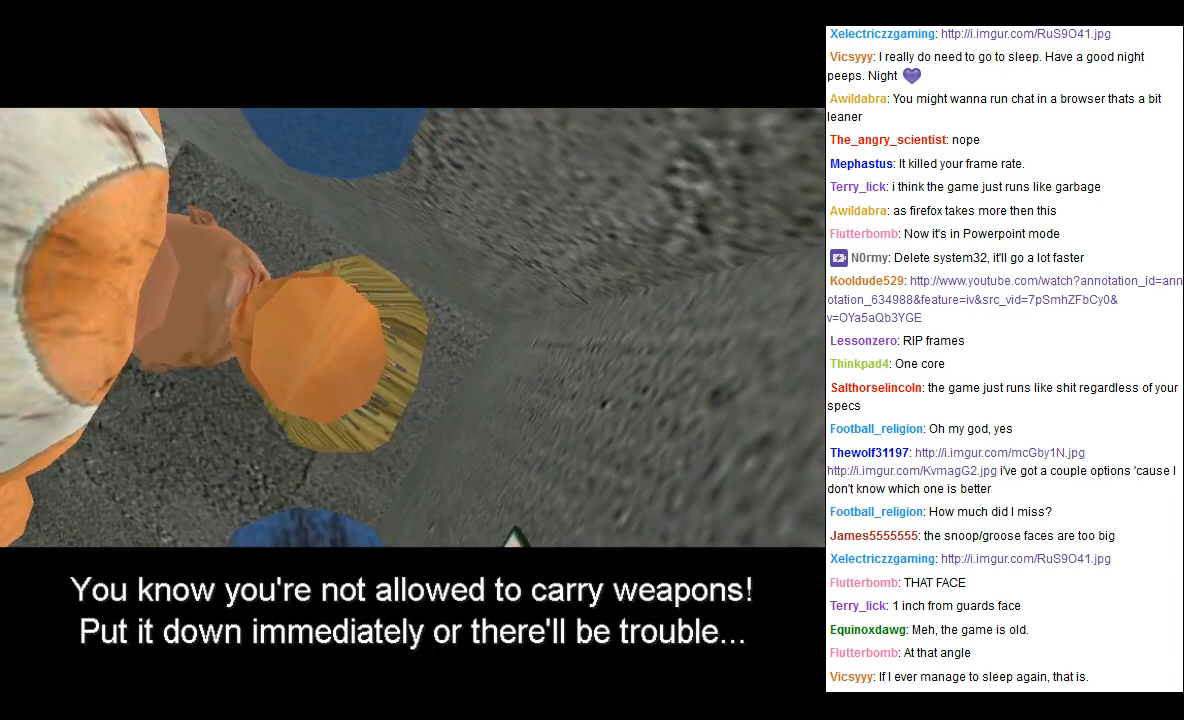 You know you're not allowed to carry weapons!
Put it down immediately or there'll be trouble...
Xelectriczzgaming: http://i.imgur.com/RuS9O41.jpg
Vicsyyy: I really do need to go to sleep. Have a good night
peeps. Night
Awildabra: You might wanna run chat in a browser thats a bit
leaner
The_angry_scientist: nope
Mephastus: It killed your frame rate.
Terry_lick: i think the game just runs like garbage
Awildabra: as firefox takes more then this
Flutterbomb: Now it's in Powerpoint mode
N0rmy: Delete system32, it'll go a lot faster
Kooldude529: http://www.youtube.com/watch?annotation_id=ann
otation_634988&feature=iv&src_vid=7pSmhZFbCy0&
v=OYa5aQb3YGE
Lessonzero: RIP frames
Thinkpad4: One core
Salthorselincoln: the game just runs like shit regardless of your
specs
Football_religion: Oh my god, yes
Thewolf31197: http://i.imgur.com/mcGby1N.jpg
http://i.imgur.com/KvmagG2.jpg i've got a couple options 'cause I
don't know which one is better
Football_religion: How much did I miss?
James5555555: the snoop/groose faces are too big
Xelectriczzgaming: http://i.imgur.com/RuS9O41.jpg
Flutterbomb: THAT FACE
Terry_lick: 1 inch from guards face
Equinoxdawg: Meh, the game is old.
Flutterbomb: At that angle
Vicsyyy: If I ever manage to sleep again, that is.